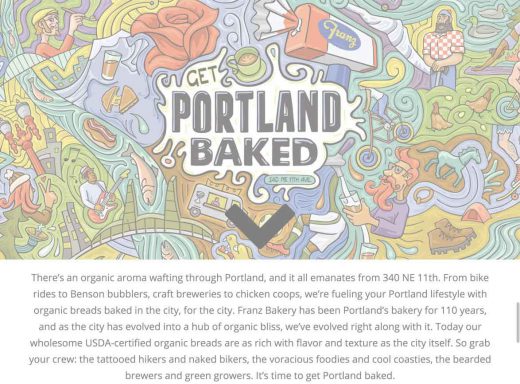 Franz
GET
PORTLAND
BAKED
340 NE 11TH AVE
There's an organic aroma wafting through Portland, and it all emanates from 340 NE 11th. From bike
rides to Benson bubblers, craft breweries to chicken coops, we're fueling your Portland lifestyle with
organic breads baked in the city, for the city. Franz Bakery has been Portland's bakery for 110 years,
and as the city has evolved into a hub of organic bliss, we've evolved right along with it. Today our
wholesome USDA-certified organic breads are as rich with flavor and texture as the city itself. So grab
your crew: the tattooed hikers and naked bikers, the voracious foodies and cool coasties, the bearded
brewers and green growers. It's time to get Portland baked.